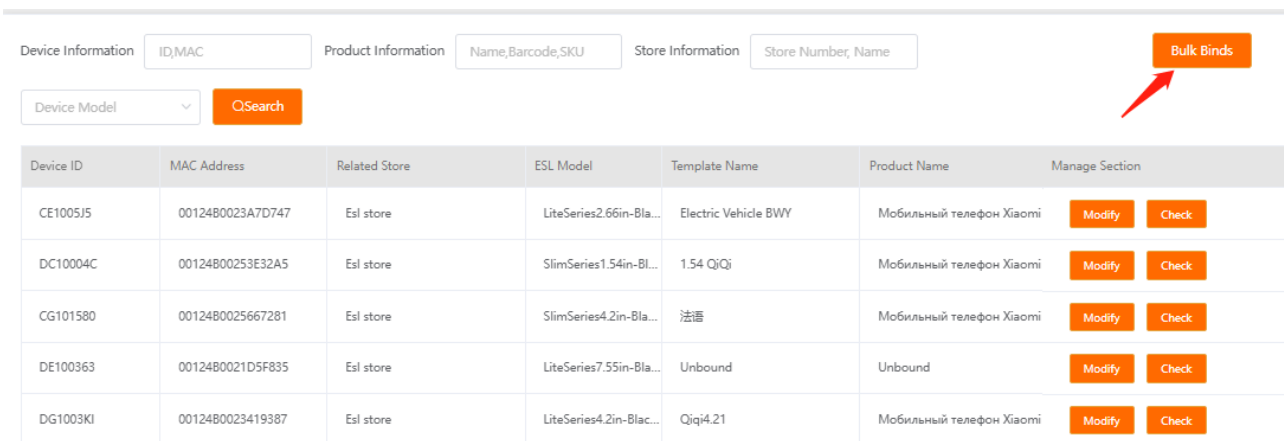 Device Information ID,MAC Product Information Name,Barcode,SKU Store Information Store Number, Name Bulk Binds
Device Model Search
Device ID MAC Address Related Store ESL Model Template Name Product Name Manage Section
CE1005J5 00124B0023A7D747 Esl store LiteSeries2.66in-Bla... Electric Vehicle BWY Мобильный телефон Xiaomi Modify Check
DC10004C 00124B00253E32A5 Esl store SlimSeries1.54in-Bl... 1.54 QiQi Мобильный телефон Xiaomi Modify Check
CG101580 00124B0025667281 Esl store SlimSeries4.2in-Bla... 法语 Мобильный телефон Xiaomi Modify Check
DE100363 00124B0021D5F835 Esl store LiteSeries7.55in-Bla... Unbound Unbound Modify Check
DG1003KI 00124B0023419387 Esl store LiteSeries4.2in-Blac... Qiqi4.21 Мобильный телефон Xiaomi Modify Check